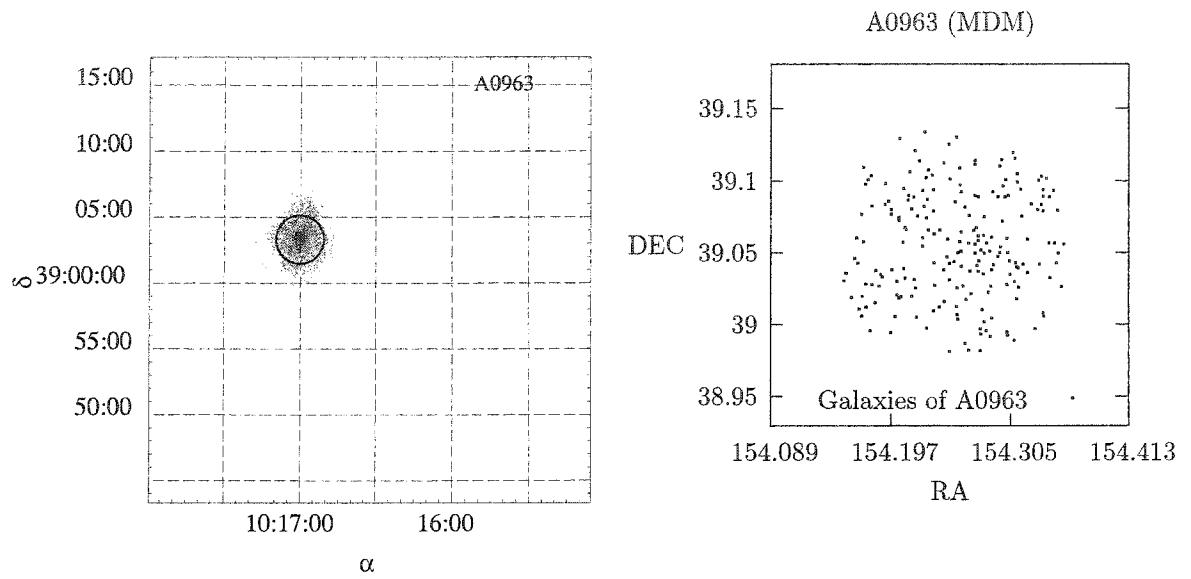 A0963
15:00
10:00
05:00
δ 39:00:00
55:00
50:00
10:17:00 16:00
α
A0963 (MDM)
39.15
39.1
DEC 39.05
39
38.95
Galaxies of A0963
154.089 154.197 154.305 154.413
RA